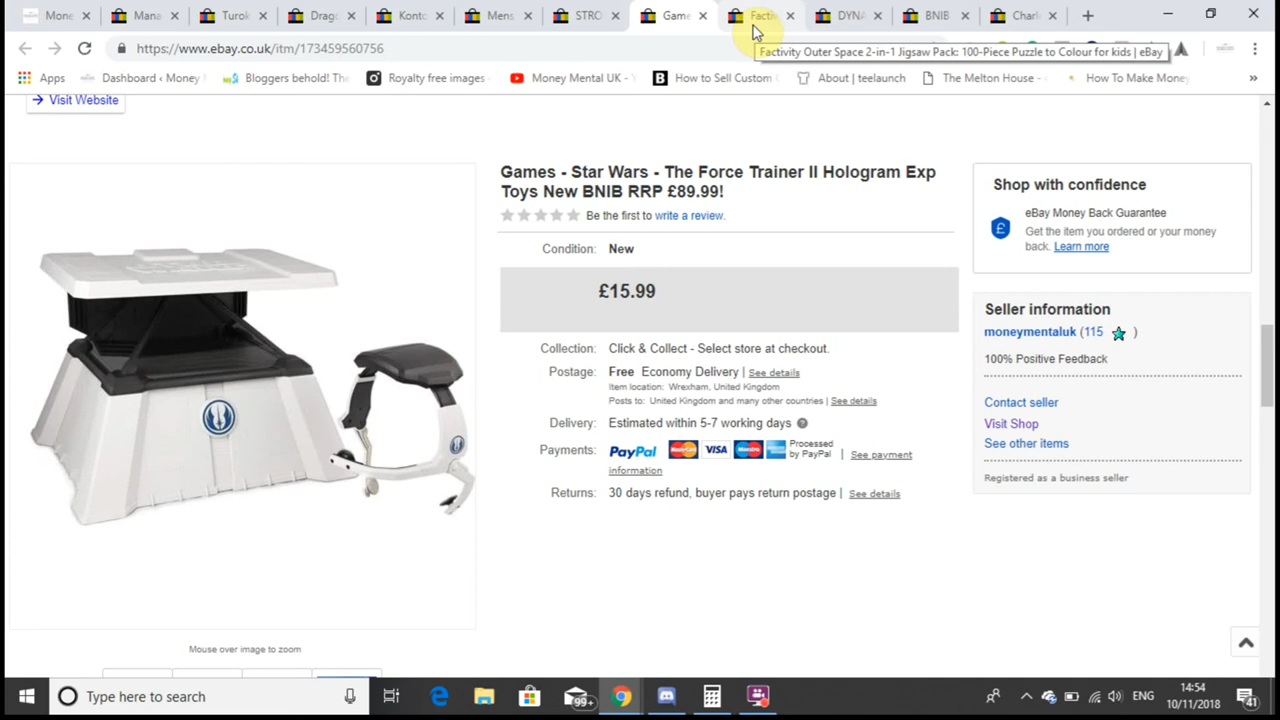 Mone
Mana
Turok
Drago
Konto
Mens
STRO
Game
Factiv
DYNA
BNIB
Charl
https://www.ebay.co.uk/itm/173459560756
Factivity Outer Space 2-in-1 Jigsaw Pack: 100-Piece Puzzle to Colour for kids | eBay
Apps
Dashboard ‹ Money
Bloggers behold! Th
Royalty free images
Money Mental UK - Y
How to Sell Custom
About | teelaunch
The Melton House -
How To Make Money
»
→ Visit Website
Games - Star Wars - The Force Trainer II Hologram Exp
Toys New BNIB RRP £89.99!
Be the first to write a review.
Condition: New
£15.99
Collection: Click & Collect - Select store at checkout.
Postage: Free Economy Delivery | See details
Item location: Wrexham, United Kingdom
Posts to: United Kingdom and many other countries | See details
Delivery: Estimated within 5-7 working days
Payments: PayPal MasterCard VISA Maestro Processed by PayPal | See payment
information
Returns: 30 days refund, buyer pays return postage | See details
Shop with confidence
eBay Money Back Guarantee
Get the item you ordered or your money
back. Learn more
Seller information
moneymentaluk (115 )
100% Positive Feedback
Contact seller
Visit Shop
See other items
Registered as a business seller
Mouse over image to zoom
Type here to search
99+
ENG
14:54
10/11/2018
41